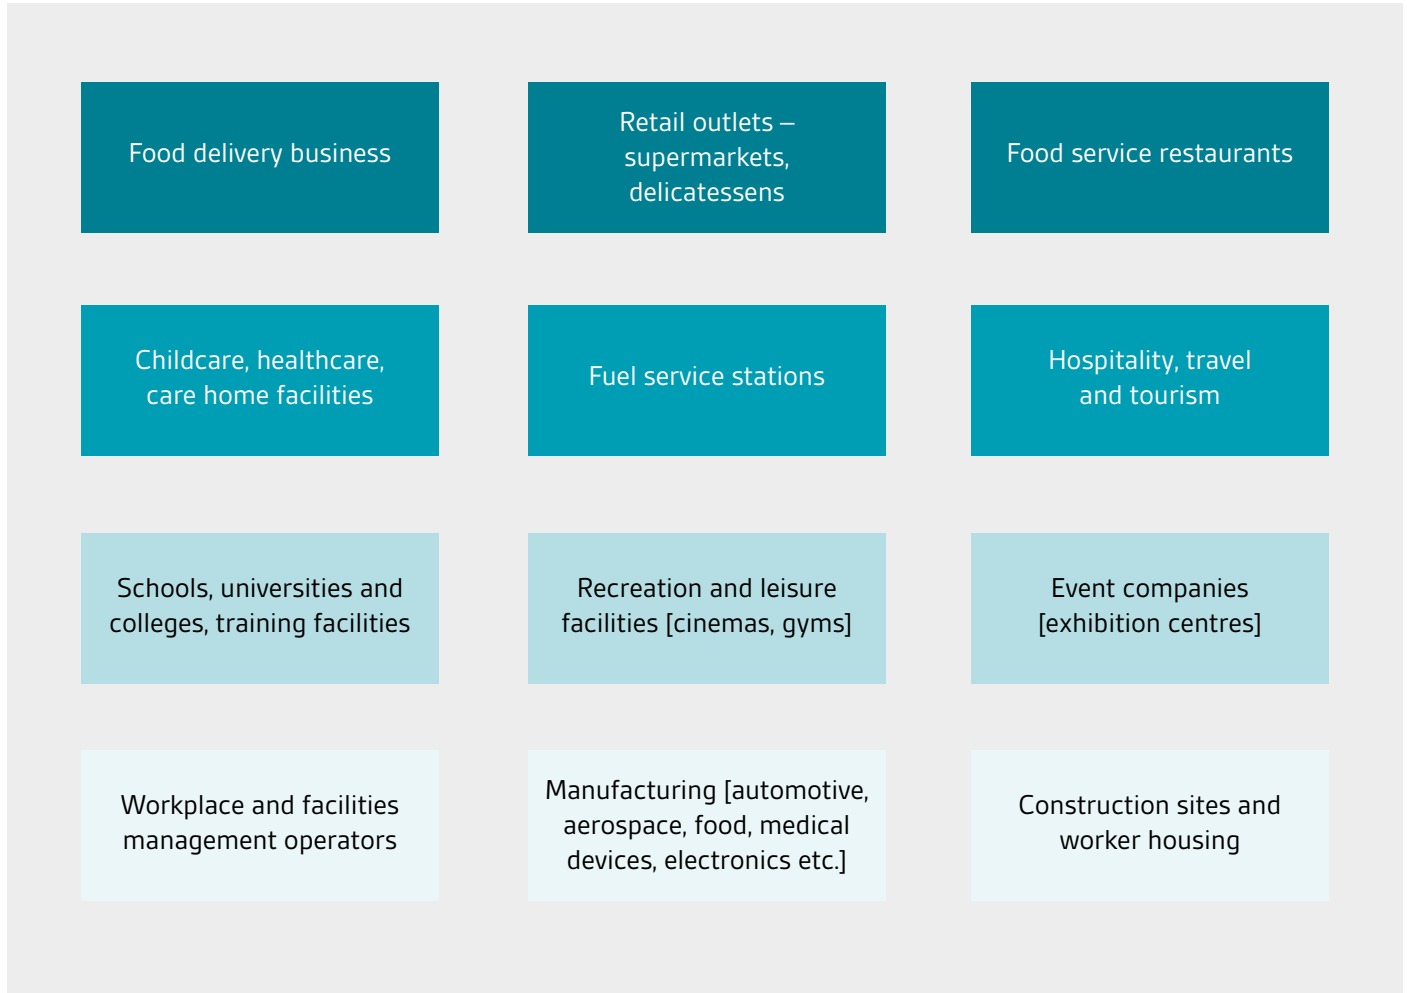 Food delivery business
Retail outlets –
supermarkets,
delicatessens
Food service restaurants
Childcare, healthcare,
care home facilities
Fuel service stations
Hospitality, travel
and tourism
Schools, universities and
colleges, training facilities
Recreation and leisure
facilities [cinemas, gyms]
Event companies
[exhibition centres]
Workplace and facilities
management operators
Manufacturing [automotive,
aerospace, food, medical
devices, electronics etc.]
Construction sites and
worker housing